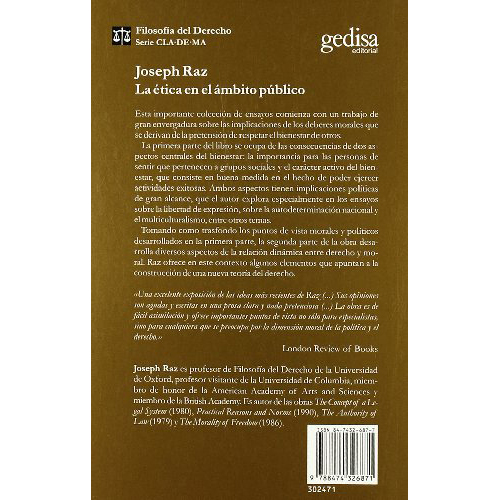 Filosofía del Derecho
Serie CLA·DE·MA
gedisa
editorial
Joseph Raz
La ética en el ámbito público
Esta importante colección de ensayos comienza con un trabajo de
gran envergadura sobre las implicaciones de los deberes morales que
se derivan de la pretensión de respetar el bienestar de otros.
La primera parte del libro se ocupa de las consecuencias de dos as-
pectos centrales del bienestar: la importancia para las personas de
sentir que pertenecen a grupos sociales y el carácter activo del bien-
estar, que consiste en buena medida en el hecho de poder ejercer
actividades exitosas. Ambos aspectos tienen implicaciones políticas
de gran alcance, que el autor explora especialmente en los ensayos
sobre la libertad de expresión, sobre la autodeterminación nacional y
el multiculturalismo, entre otros temas.
Tomando como trasfondo los puntos de vista morales y políticos
desarrollados en la primera parte, la segunda parte de la obra desa-
rrolla diversos aspectos de la relación dinámica entre derecho y mo-
ral. Raz ofrece en este contexto algunos elementos que apuntan a la
construcción de una nueva teoría del derecho.
«Una excelente exposición de las ideas más recientes de Raz (...) Sus opiniones
son agudas y escritas en una prosa clara y nada pretenciosa (...) La obra es de
fácil asimilación y ofrece importantes puntos de vista no sólo para especialistas,
sino para cualquiera que se preocupa por la dimensión moral de la política y el
derecho.»
London Review of Books
Joseph Raz es profesor de Filosofía del Derecho de la Universidad
de Oxford, profesor visitante de la Universidad de Columbia, miem-
bro de honor de la American Academy of Arts and Sciences y
miembro de la British Academy. Es autor de las obras The Concept of a Le-
gal System (1980), Practical Reasons and Norms (1990), The Authority of
Law (1979) y The Morality of Freedom (1986).
ISBN 84-7432-687-7
9 788474 326871
302471